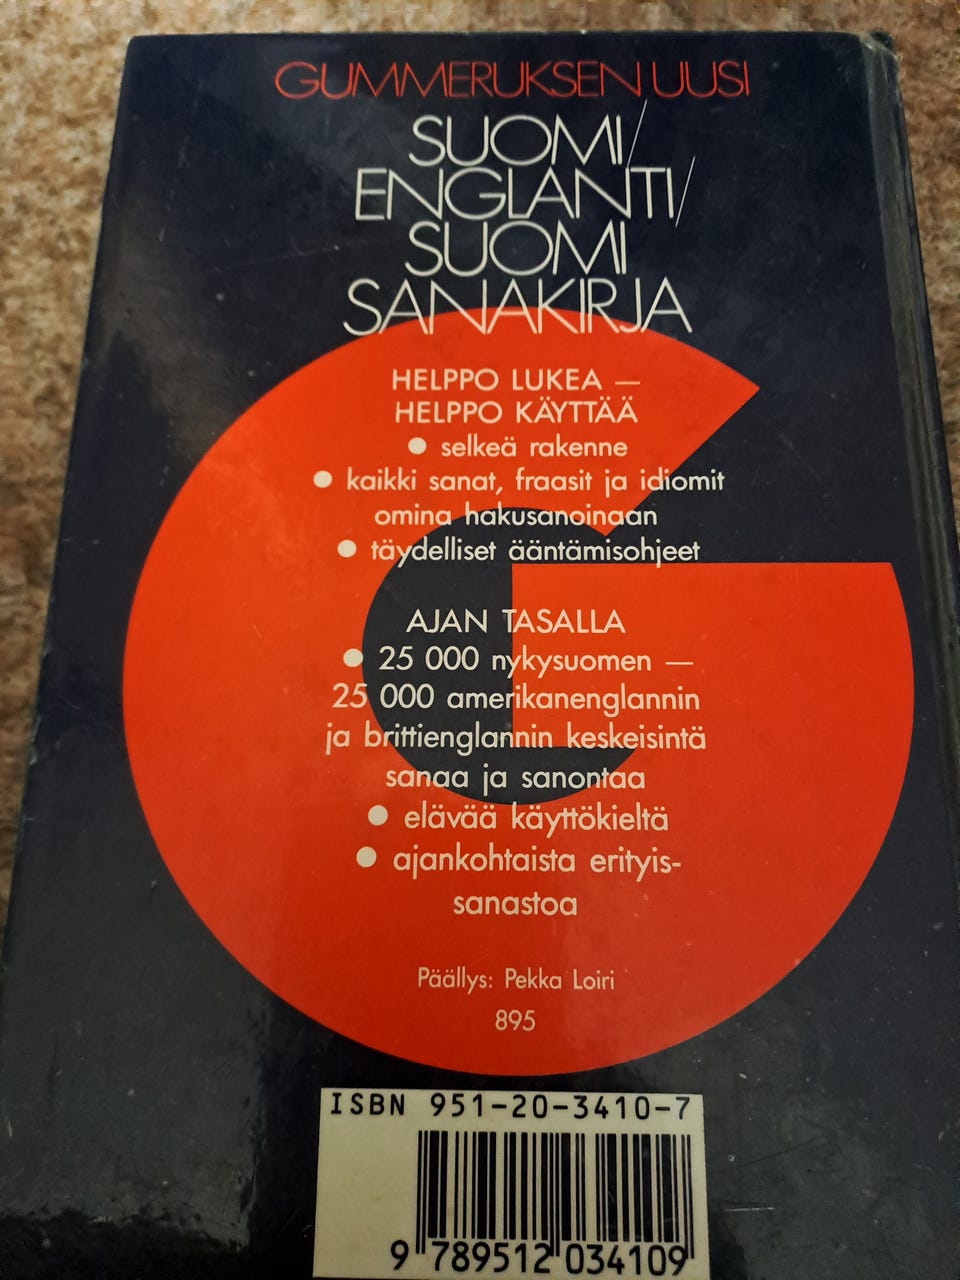 GUMMERUKSEN UUSI
SUOMI/
ENGLANTI/
SUOMI
SANAKIRJA
HELPPO LUKEA —
HELPPO KÄYTTÄÄ
● selkeä rakenne
● kaikki sanat, fraasit ja idiomit
omina hakusanoinaan
● täydelliset ääntämisohjeet
AJAN TASALLA
● 25 000 nykysuomen —
25 000 amerikanenglannin
ja brittienglannin keskeisintä
sanaa ja sanontaa
● elävää käyttökieltä
● ajankohtaista erityis-
sanastoa
Päällys: Pekka Loiri
895
ISBN 951-20-3410-7
9 789512 034109